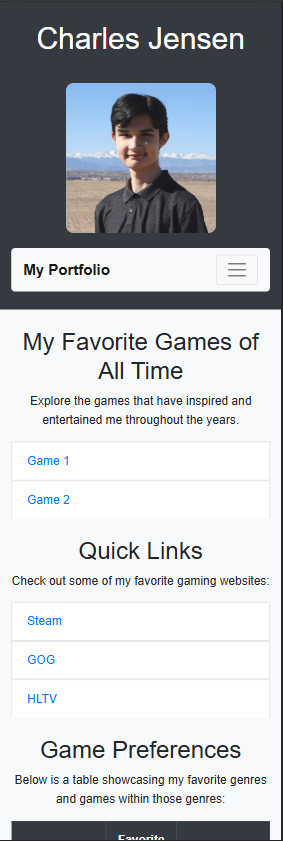 Charles Jensen
My Portfolio
My Favorite Games of
All Time
Explore the games that have inspired and
entertained me throughout the years.
Game 1
Game 2
Quick Links
Check out some of my favorite gaming websites:
Steam
GOG
HLTV
Game Preferences
Below is a table showcasing my favorite genres
and games within those genres:
Favorite